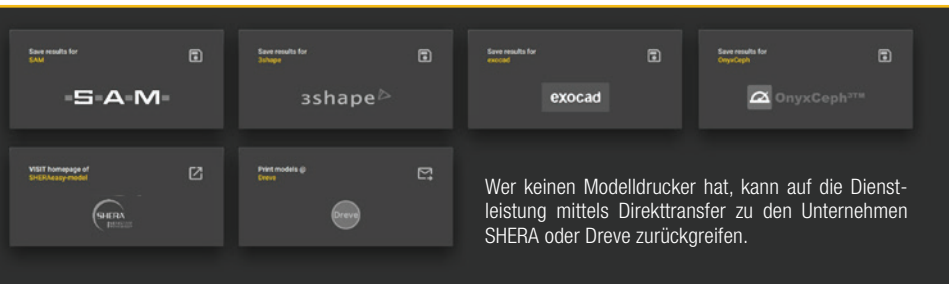 Save results for
SAM
S-A-M
Save results for
3shape
3shape
Save results for
exocad
exocad
Save results for
OnyxCeph
OnyxCeph³™
VISIT homepage of
SHERAeasy-model
SHERA
Print models @
Dreve
Dreve
Wer keinen Modelldrucker hat, kann auf die Dienst-
leistung mittels Direkttransfer zu den Unternehmen
SHERA oder Dreve zurückgreifen.